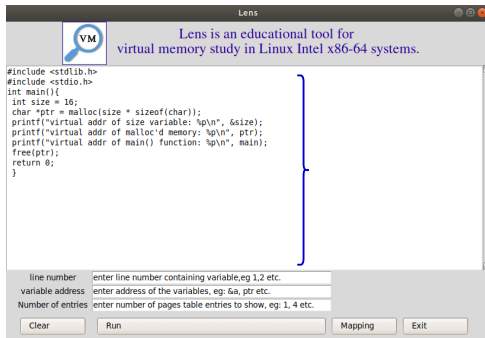 Lens
VM
Lens is an educational tool for
virtual memory study in Linux Intel x86-64 systems.
#include <stdlib.h>
#include <stdio.h>
int main(){
int size = 16;
char *ptr = malloc(size * sizeof(char));
printf("virtual addr of size variable: %p\n", &size);
printf("virtual addr of malloc'd memory: %p\n", ptr);
printf("virtual addr of main() function: %p\n", main);
free(ptr);
return 0;
}
line number enter line number containing variable,eg 1,2 etc.
variable address enter address of the variables, eg: &a, ptr etc.
Number of entries enter number of pages table entries to show, eg: 1, 4 etc.
Clear Run Mapping Exit